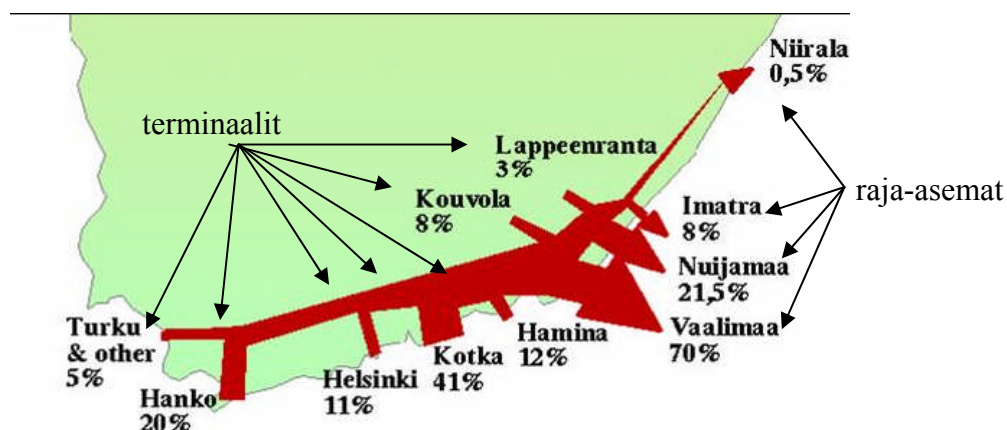 Niirala
0,5%
terminaalit
Lappeenranta
3%
raja-asemat
Kouvola
8%
Imatra
8%
Nuijamaa
21,5%
Turku
& other
5%
Hanko
20%
Helsinki
11%
Kotka
41%
Hamina
12%
Vaalimaa
70%